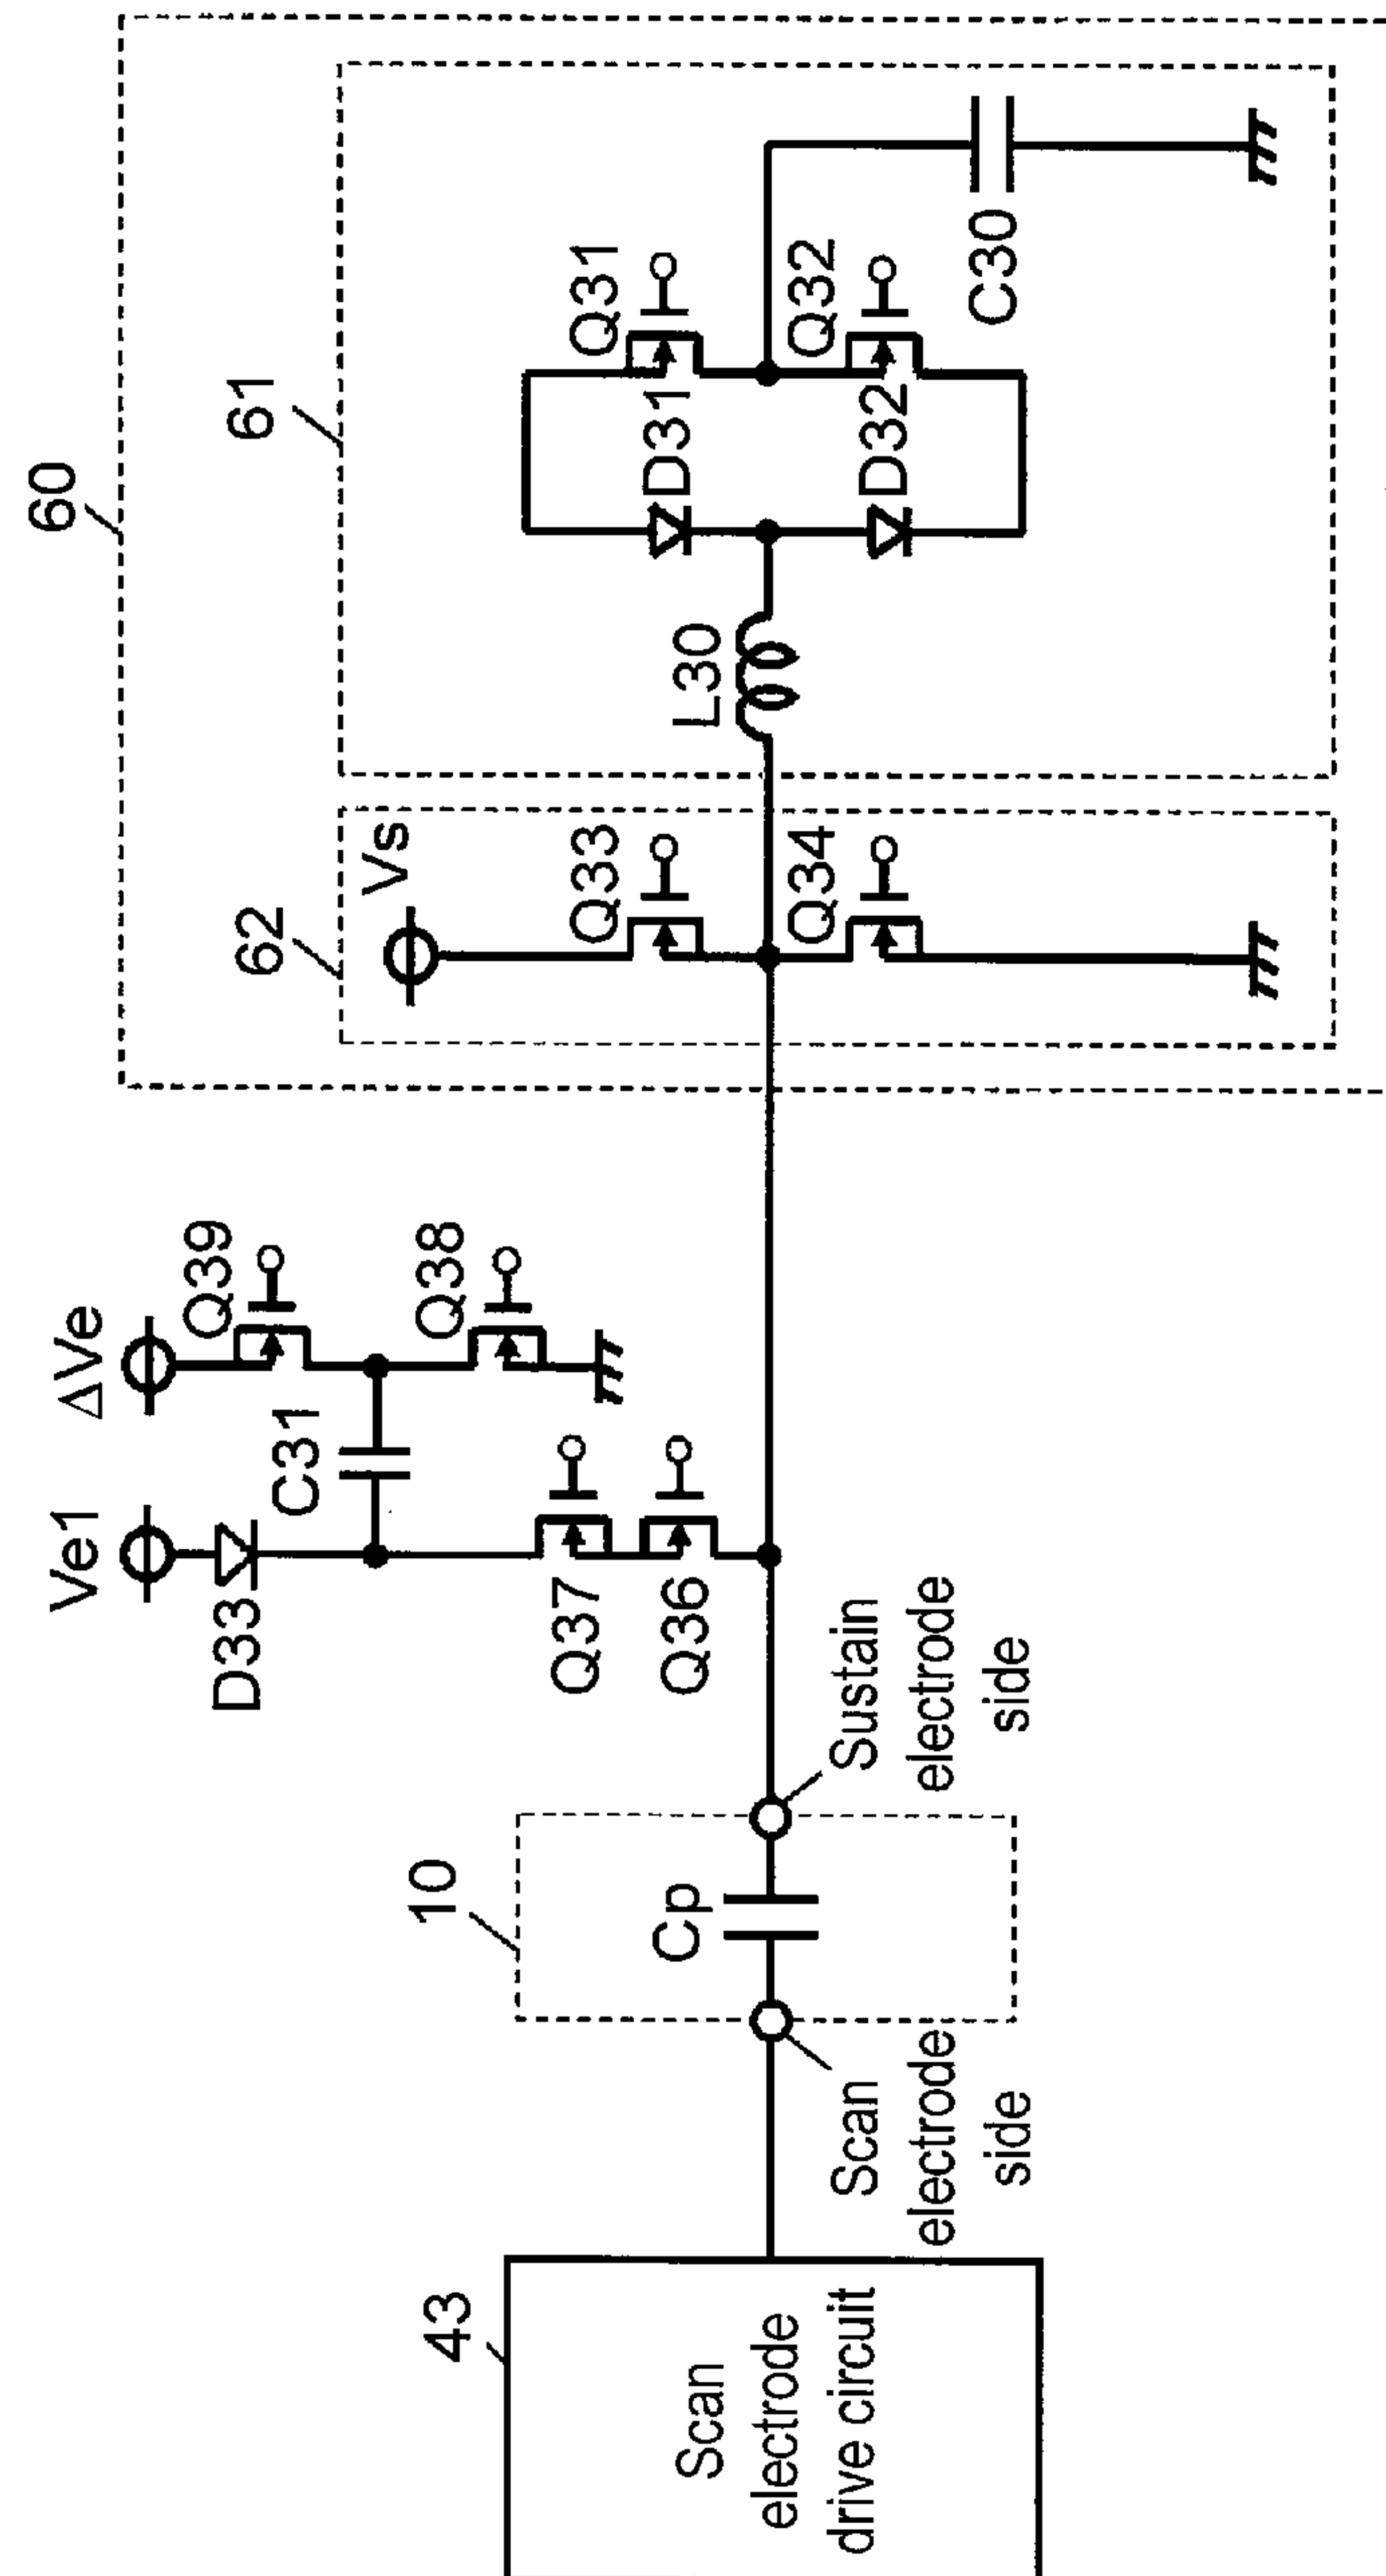 60
61
62
Vs
Q31
Q32
D31
D32
C30
L30
Q33
Q34
ΔVe
Q39
Q38
C31
Ve1
D33
Q37
Q36
Sustain
electrode
side
10
Cp
Scan
electrode
side
43
Scan
electrode
drive circuit